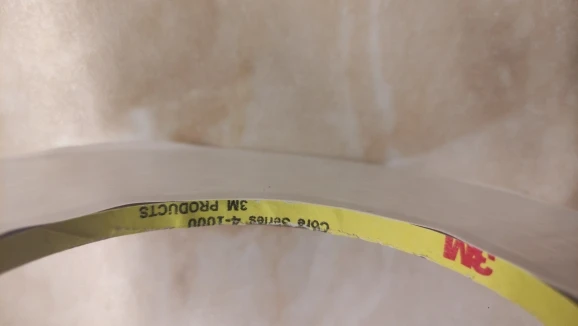 3M
Core Series 4-1000
3M PRODUCTS